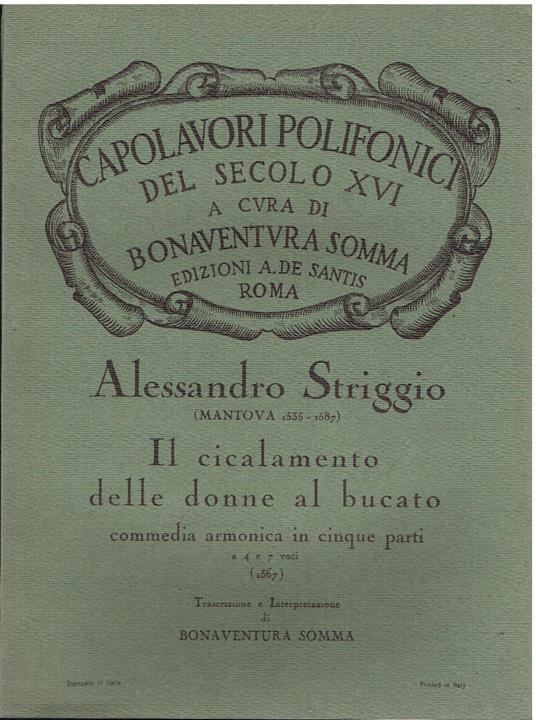 CAPOLAVORI POLIFONICI
DEL SECOLO XVI
A CVRA DI
BONAVENTVRA SOMMA
EDIZIONI A. DE SANTIS
ROMA
Alessandro Striggio
(MANTOVA 1535-1587)
Il cicalamento
delle donne al bucato
commedia armonica in cinque parti
a 4 e 7 voci
(1567)
Trascrizione e Interpretazione
di
BONAVENTURA SOMMA
Stampato in Italia
Printed in Italy